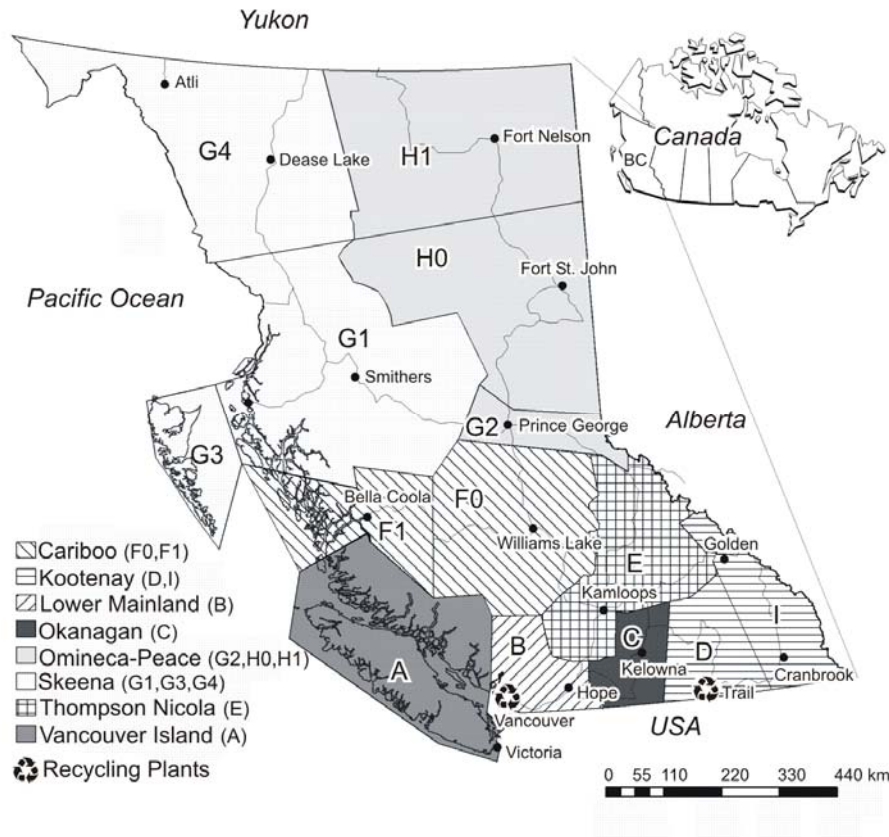 Yukon
Atli
G4
Dease Lake
H1
Fort Nelson
Canada
BC
H0
Fort St. John
Pacific Ocean
G1
Smithers
Alberta
G2
Prince George
G3
Bella Coola
F0
F1
Williams Lake
Golden
E
Kamloops
Cariboo (F0,F1)
Kootenay (D,I)
Lower Mainland (B)
Okanagan (C)
Omineca-Peace (G2,H0,H1)
Skeena (G1,G3,G4)
Thompson Nicola (E)
Vancouver Island (A)
Recycling Plants
A
B
C
D
I
Kelowna
Cranbrook
Hope
Trail
Vancouver
USA
Victoria
0 55 110 220 330 440 km